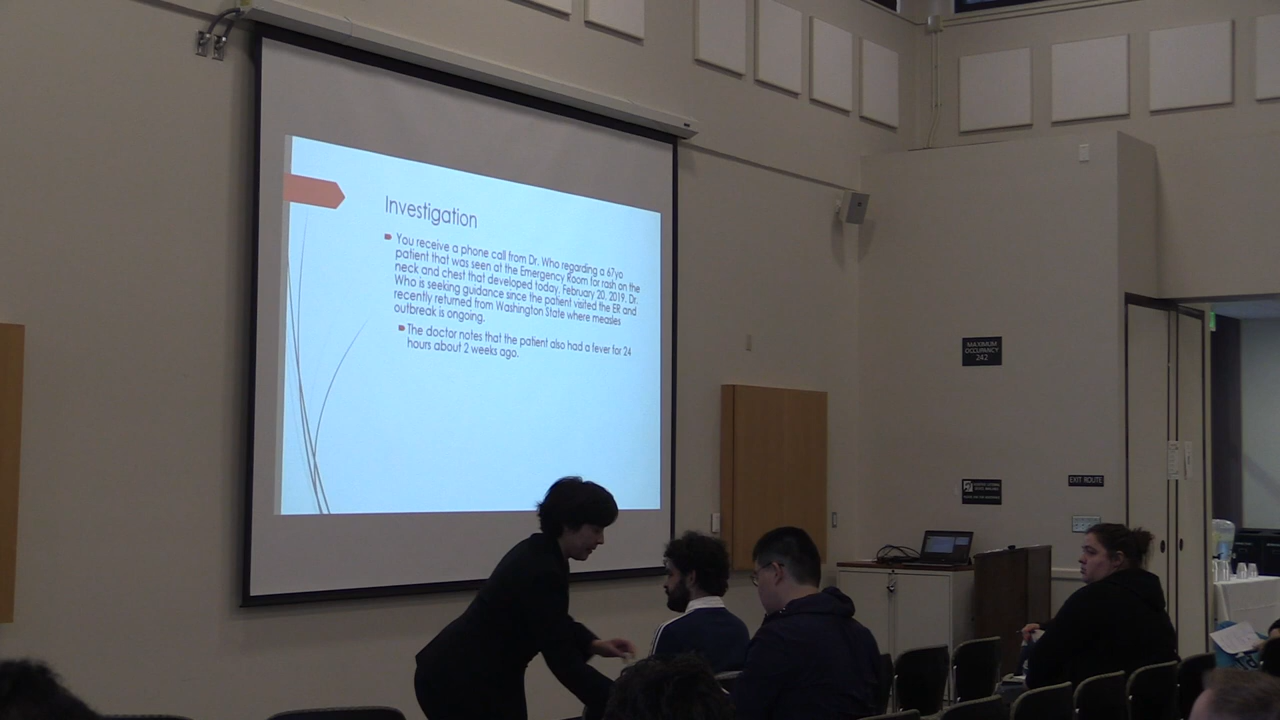 Investigation
You receive a phone call from Dr. Who regarding a 67yo
patient that was seen at the Emergency Room for rash on the
neck and chest that developed today, February 20, 2019. Dr.
Who is seeking guidance since the patient visited the ER and
recently returned from Washington State where measles
outbreak is ongoing.
The doctor notes that the patient also had a fever for 24
hours about 2 weeks ago.
MAXIMUM
OCCUPANCY
242
EXIT ROUTE